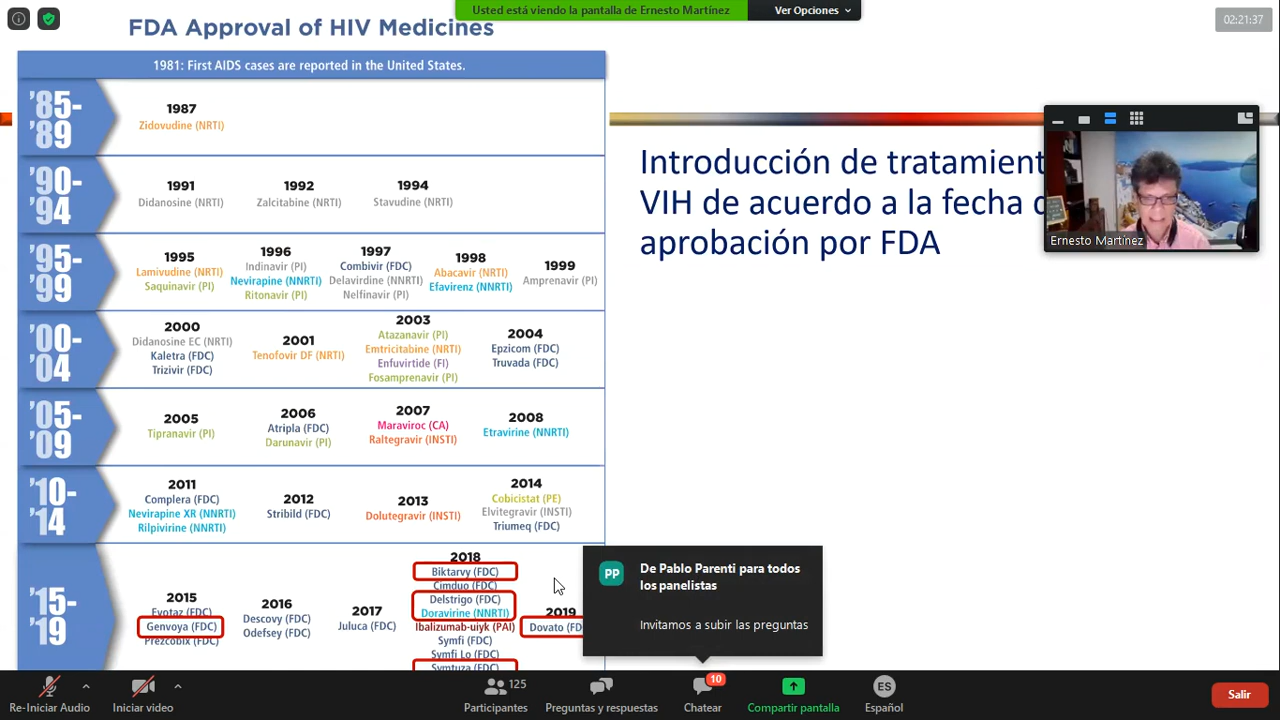 Usted está viendo la pantalla de Ernesto Martínez
Ver Opciones
02:21:37
FDA Approval of HIV Medicines
1981: First AIDS cases are reported in the United States.
'85-
'89
1987
Zidovudine (NRTI)
'90-
'94
1991
Didanosine (NRTI)
1992
Zalcitabine (NRTI)
1994
Stavudine (NRTI)
'95-
'99
1995
Lamivudine (NRTI)
Saquinavir (PI)
1996
Indinavir (PI)
Nevirapine (NNRTI)
Ritonavir (PI)
1997
Combivir (FDC)
Delavirdine (NNRTI)
Nelfinavir (PI)
1998
Abacavir (NRTI)
Efavirenz (NNRTI)
1999
Amprenavir (PI)
'00-
'04
2000
Didanosine EC (NRTI)
Kaletra (FDC)
Trizivir (FDC)
2001
Tenofovir DF (NRTI)
2003
Atazanavir (PI)
Emtricitabine (NRTI)
Enfuvirtide (FI)
Fosamprenavir (PI)
2004
Epzicom (FDC)
Truvada (FDC)
'05-
'09
2005
Tipranavir (PI)
2006
Atripla (FDC)
Darunavir (PI)
2007
Maraviroc (CA)
Raltegravir (INSTI)
2008
Etravirine (NNRTI)
'10-
'14
2011
Complera (FDC)
Nevirapine XR (NNRTI)
Rilpivirine (NNRTI)
2012
Stribild (FDC)
2013
Dolutegravir (INSTI)
2014
Cobicistat (PE)
Elvitegravir (INSTI)
Triumeq (FDC)
'15-
'19
2015
Evotaz (FDC)
Genvoya (FDC)
Prezcobix (FDC)
2016
Descovy (FDC)
Odefsey (FDC)
2017
Juluca (FDC)
2018
Biktarvy (FDC)
Cimduo (FDC)
Delstrigo (FDC)
Doravirine (NNRTI)
Ibalizumab-uiyk (PAI)
Symfi (FDC)
Symfi Lo (FDC)
Symtuza (FDC)
2019
Dovato (FD
Introducción de tratamient
VIH de acuerdo a la fecha
aprobación por FDA
Ernesto Martínez
PP
De Pablo Parenti para todos
los panelistas
Invitamos a subir las preguntas
Re-Iniciar Audio
Iniciar video
125
Participantes
Preguntas y respuestas
10
Chatear
Compartir pantalla
ES
Español
Salir